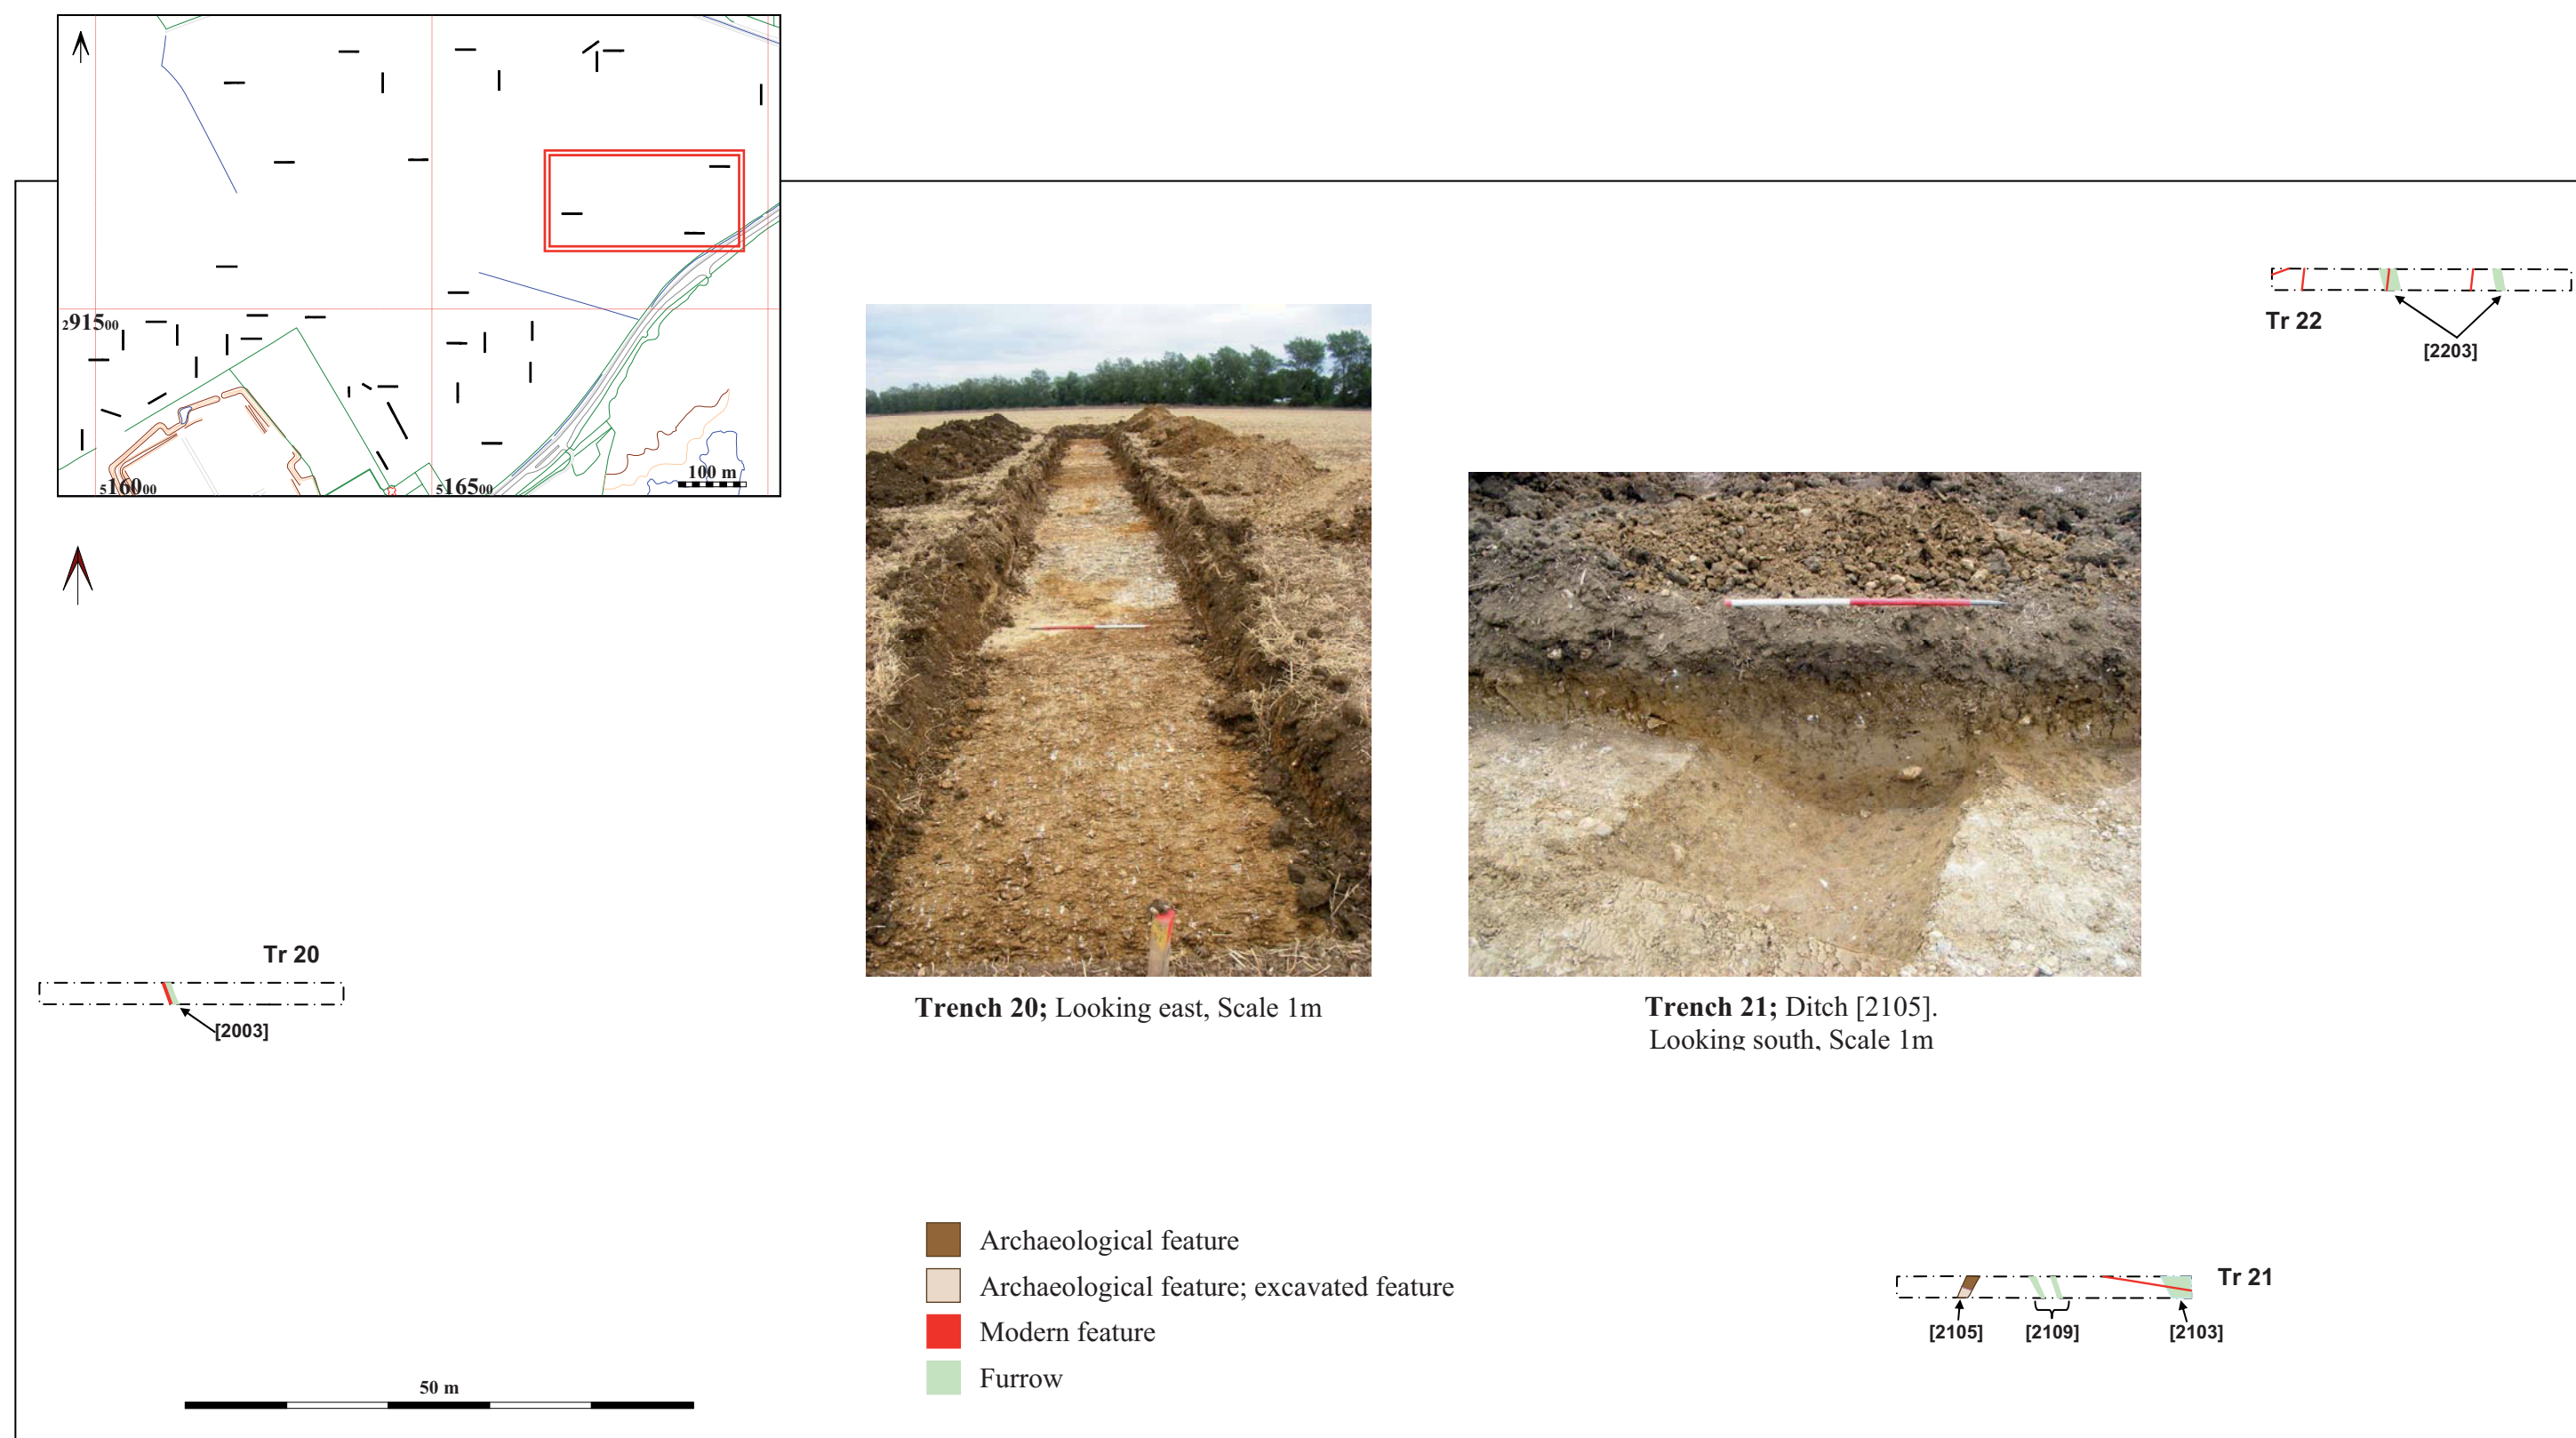 291500
516000
516500
100 m
Tr 22
[2203]
Tr 20
[2003]
Trench 20; Looking east, Scale 1m
Trench 21; Ditch [2105].
Looking south, Scale 1m
Archaeological feature
Archaeological feature; excavated feature
Modern feature
Furrow
50 m
Tr 21
[2105]
[2109]
[2103]